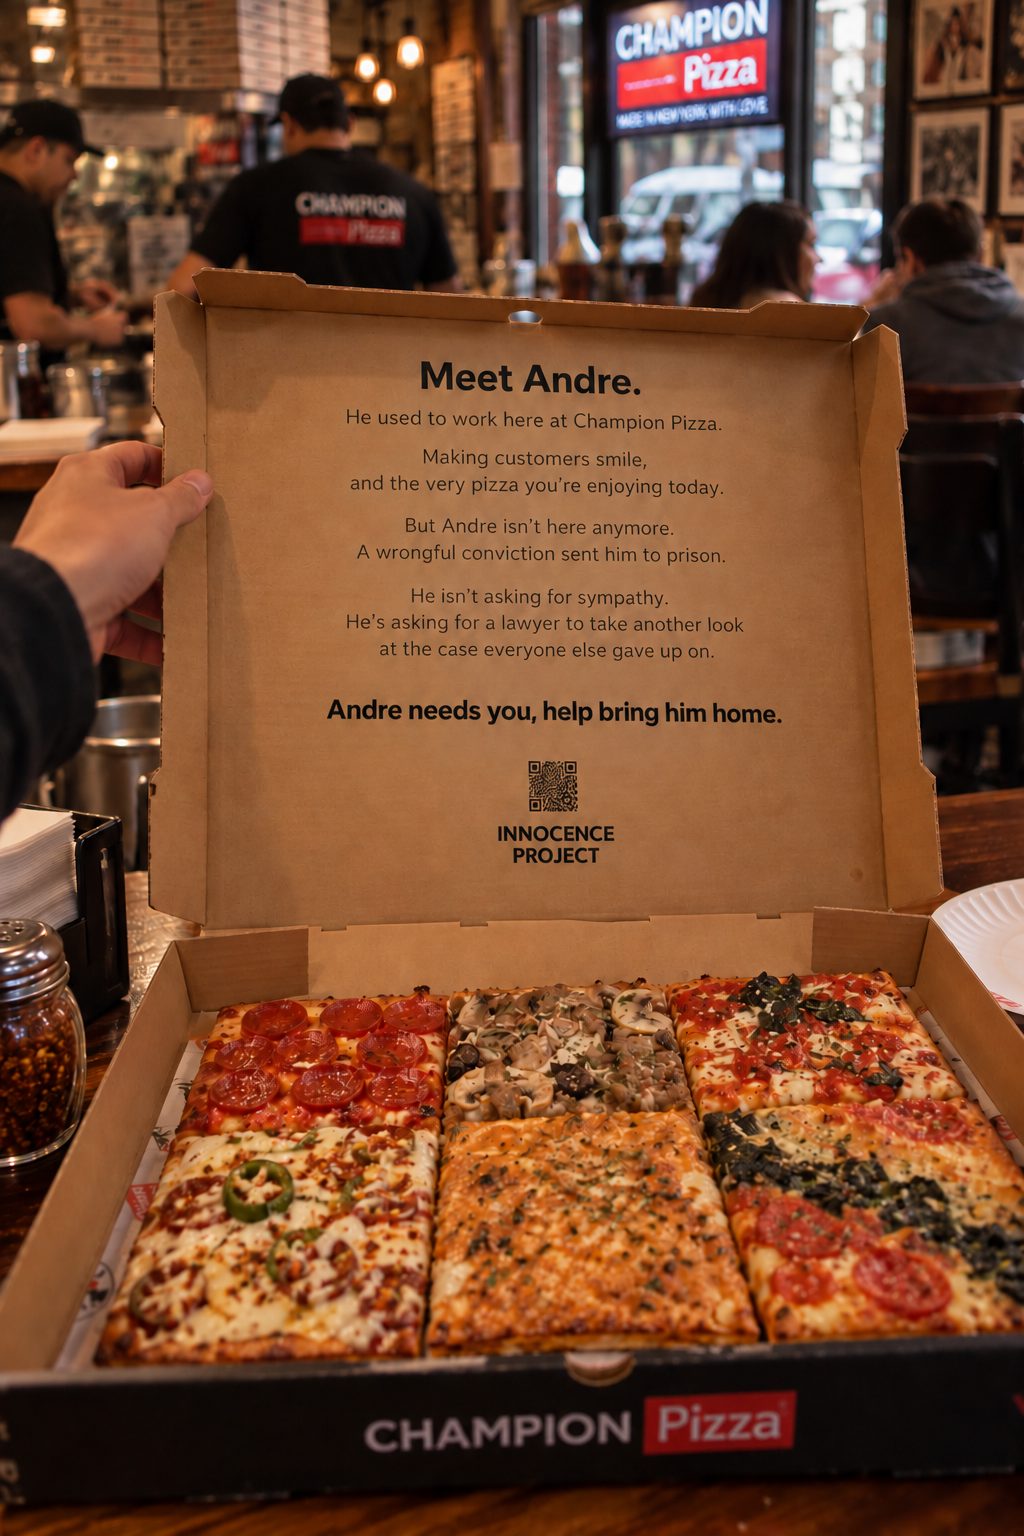 CHAMPION
Pizza
MADE IN NEW YORK, WITH LOVE.
CHAMPION
Pizza
Meet Andre.
He used to work here at Champion Pizza.
Making customers smile,
and the very pizza you're enjoying today.
But Andre isn't here anymore.
A wrongful conviction sent him to prison.
He isn't asking for sympathy.
He's asking for a lawyer to take another look
at the case everyone else gave up on.
Andre needs you, help bring him home.
INNOCENCE
PROJECT
CHAMPION Pizza